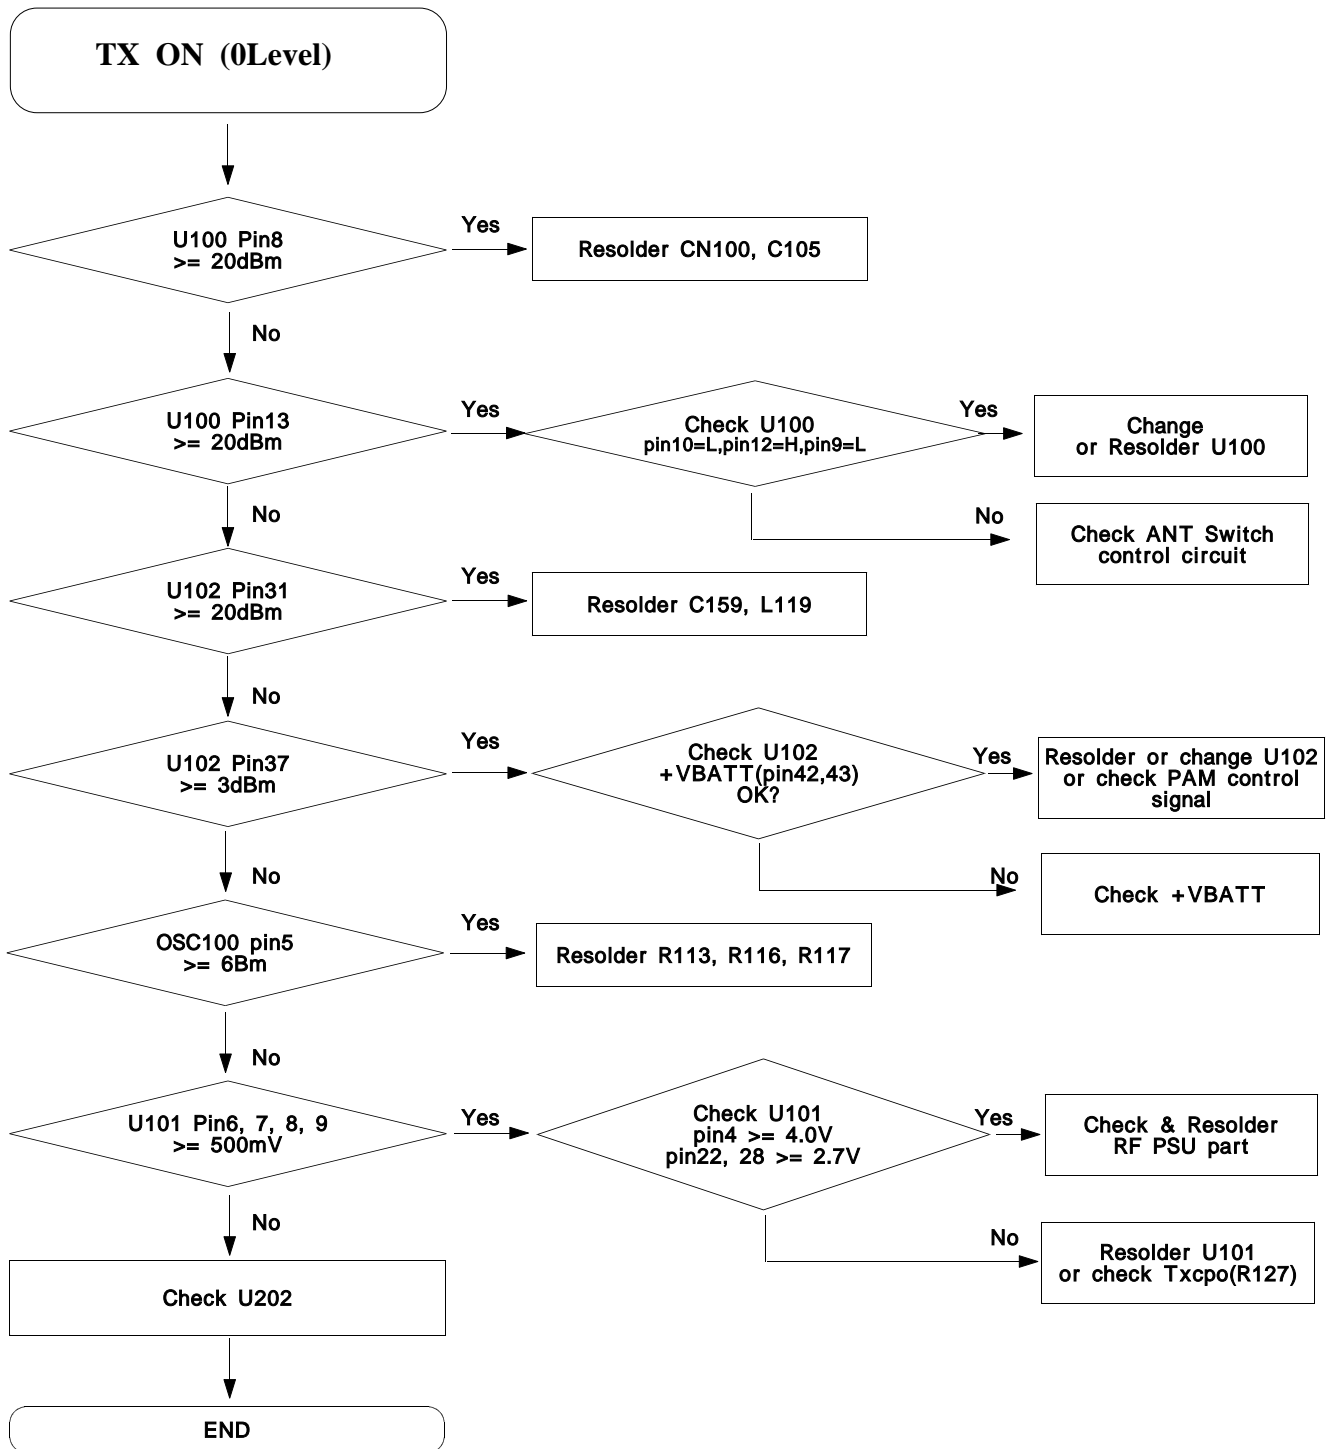 TX ON (0Level)
U100 Pin8
>= 20dBm
Yes
Resolder CN100, C105
No
U100 Pin13
>= 20dBm
Yes
Check U100
pin10=L,pin12=H,pin9=L
Yes
Change
or Resolder U100
No
Check ANT Switch
control circuit
No
U102 Pin31
>= 20dBm
Yes
Resolder C159, L119
No
U102 Pin37
>= 3dBm
Yes
Check U102
+VBATT(pin42,43)
OK?
Yes
Resolder or change U102
or check PAM control
signal
No
Check +VBATT
No
OSC100 pin5
>= 6Bm
Yes
Resolder R113, R116, R117
No
U101 Pin6, 7, 8, 9
>= 500mV
Yes
Check U101
pin4 >= 4.0V
pin22, 28 >= 2.7V
Yes
Check & Resolder
RF PSU part
No
Resolder U101
or check Txcpo(R127)
No
Check U202
END